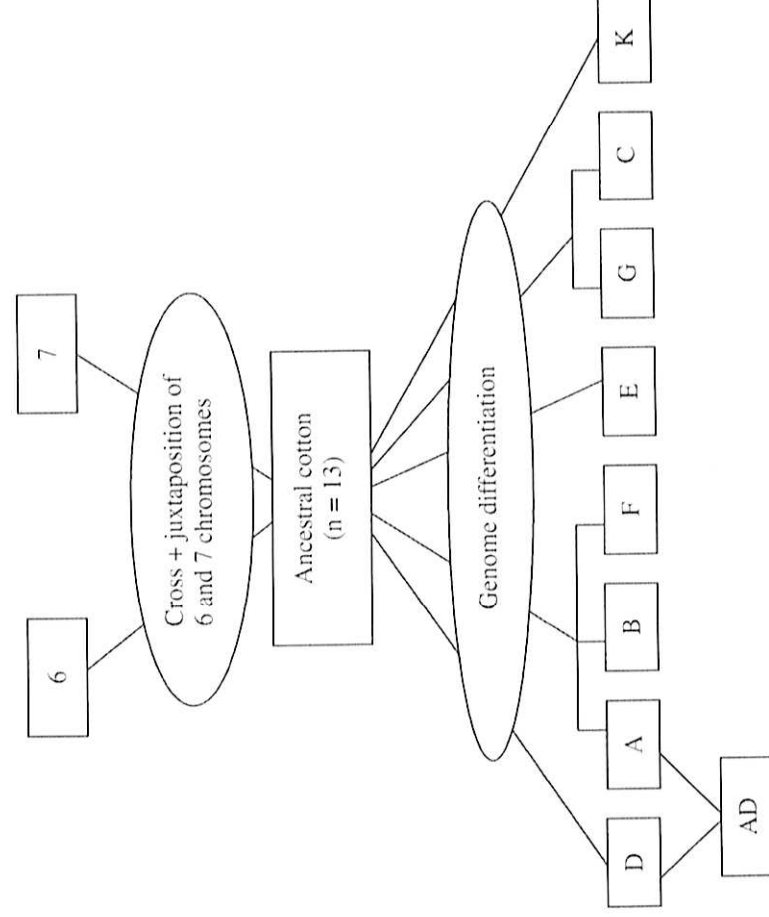 6
7
Cross + juxtaposition of
6 and 7 chromosomes
Ancestral cotton
(n = 13)
Genome differentiation
D
A
B
F
E
G
C
K
AD